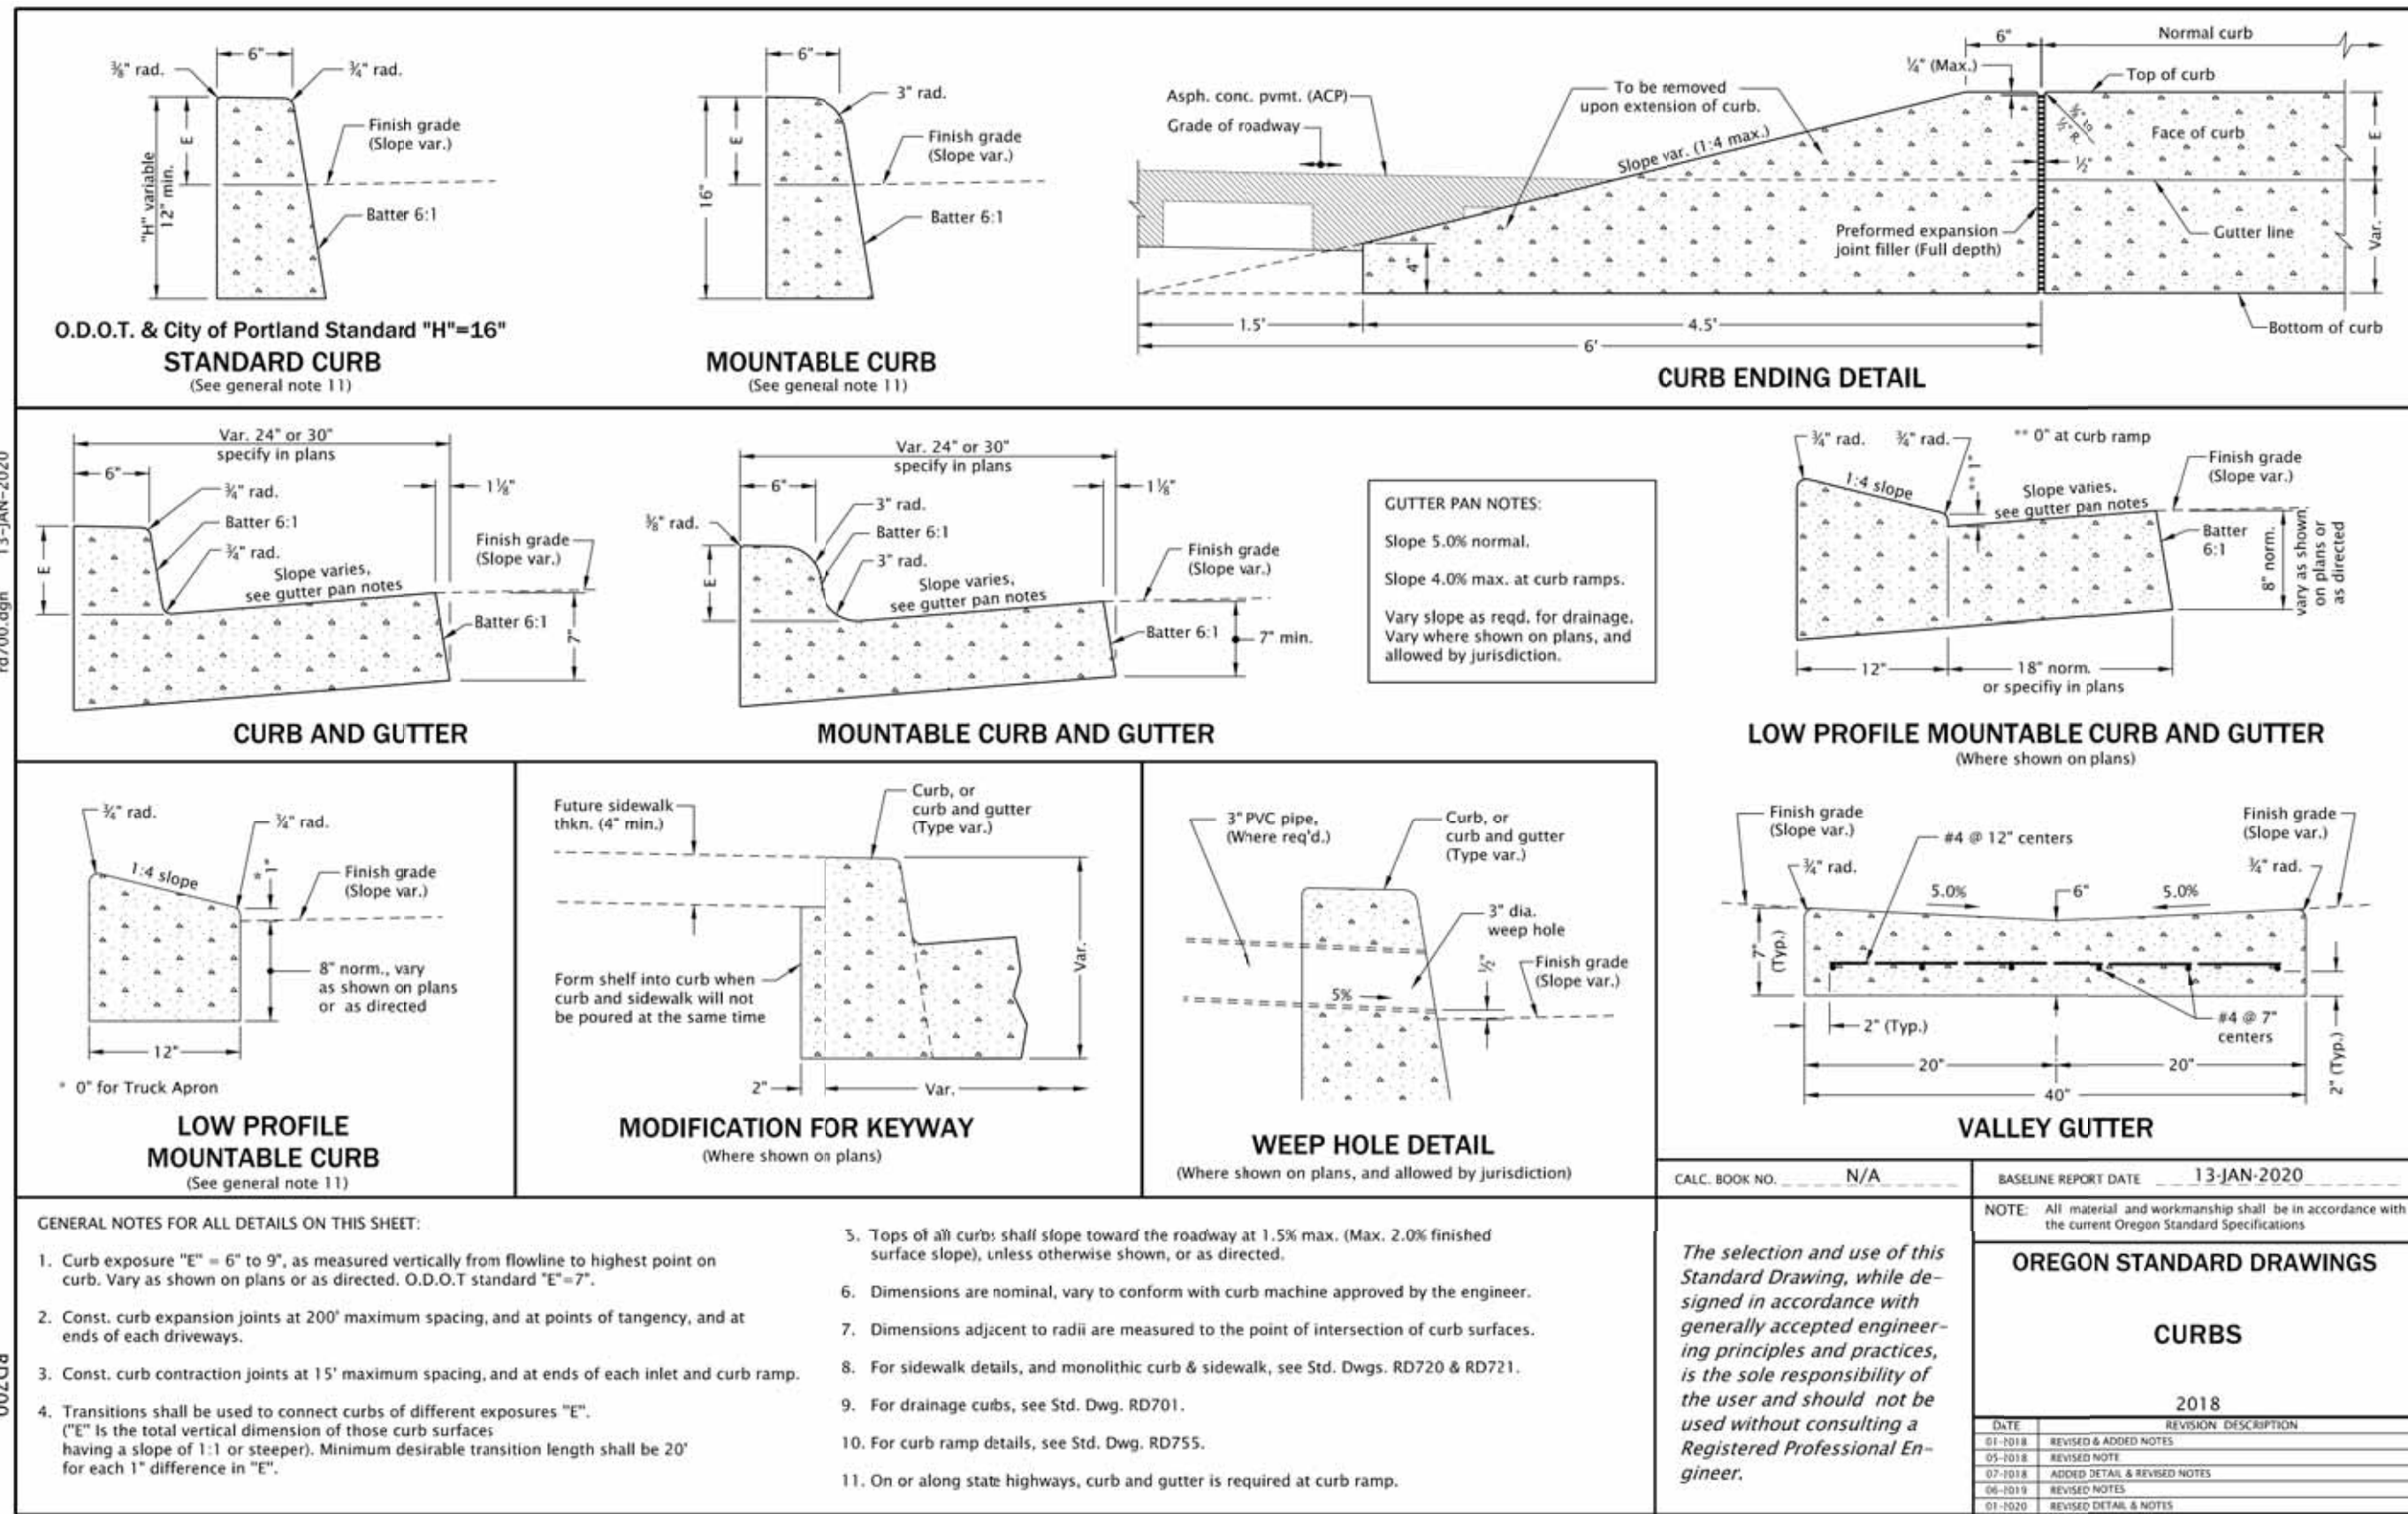 6"
⅜" rad.
¾" rad.
E
Finish grade
(Slope var.)
"H" variable
12" min.
Batter 6:1
O.D.O.T. & City of Portland Standard "H"=16"
STANDARD CURB
(See general note 11)
6"
3" rad.
E
Finish grade
(Slope var.)
16"
Batter 6:1
MOUNTABLE CURB
(See general note 11)
6"
Normal curb
¼" (Max.)
Top of curb
To be removed
upon extension of curb.
Asph. conc. pvmt. (ACP)
Grade of roadway
Slope var. (1:4 max.)
½" R.
Face of curb
E
½"
Preformed expansion
joint filler (Full depth)
Gutter line
Var.
4"
1.5'
4.5'
6'
Bottom of curb
CURB ENDING DETAIL
Var. 24" or 30"
specify in plans
6"
1⅛"
¾" rad.
Batter 6:1
¾" rad.
E
Slope varies,
see gutter pan notes
Finish grade
(Slope var.)
Batter 6:1
7"
CURB AND GUTTER
Var. 24" or 30"
specify in plans
6"
1⅛"
⅜" rad.
3" rad.
Batter 6:1
3" rad.
E
Slope varies,
see gutter pan notes
Finish grade
(Slope var.)
Batter 6:1
7" min.
MOUNTABLE CURB AND GUTTER
GUTTER PAN NOTES:
Slope 5.0% normal.
Slope 4.0% max. at curb ramps.
Vary slope as reqd. for drainage.
Vary where shown on plans, and
allowed by jurisdiction.
¾" rad.
¾" rad.
** 0" at curb ramp
** 1"
1:4 slope
Slope varies,
see gutter pan notes
Finish grade
(Slope var.)
Batter
6:1
8" norm.
vary as shown
on plans or
as directed
12"
18" norm.
or specifiy in plans
LOW PROFILE MOUNTABLE CURB AND GUTTER
(Where shown on plans)
¾" rad.
¾" rad.
1:4 slope
* 1"
Finish grade
(Slope var.)
8" norm., vary
as shown on plans
or as directed
12"
* 0" for Truck Apron
LOW PROFILE
MOUNTABLE CURB
(See general note 11)
Future sidewalk
thkn. (4" min.)
Curb, or
curb and gutter
(Type var.)
Form shelf into curb when
curb and sidewalk will not
be poured at the same time
Var.
2"
Var.
MODIFICATION FOR KEYWAY
(Where shown on plans)
3" PVC pipe,
(Where req'd.)
Curb, or
curb and gutter
(Type var.)
3" dia.
weep hole
½"
Finish grade
(Slope var.)
5%
WEEP HOLE DETAIL
(Where shown on plans, and allowed by jurisdiction)
Finish grade
(Slope var.)
#4 @ 12" centers
Finish grade
(Slope var.)
¾" rad.
¾" rad.
5.0%
6"
5.0%
7"
(Typ.)
2" (Typ.)
#4 @ 7"
centers
20"
20"
40"
2" (Typ.)
VALLEY GUTTER
CALC. BOOK NO. N/A
BASELINE REPORT DATE 13-JAN-2020
GENERAL NOTES FOR ALL DETAILS ON THIS SHEET:
1. Curb exposure "E" = 6" to 9", as measured vertically from flowline to highest point on
curb. Vary as shown on plans or as directed. O.D.O.T standard "E"=7".
2. Const. curb expansion joints at 200' maximum spacing, and at points of tangency, and at
ends of each driveways.
3. Const. curb contraction joints at 15' maximum spacing, and at ends of each inlet and curb ramp.
4. Transitions shall be used to connect curbs of different exposures "E".
("E" Is the total vertical dimension of those curb surfaces
having a slope of 1:1 or steeper). Minimum desirable transition length shall be 20'
for each 1" difference in "E".
5. Tops of all curbs shall slope toward the roadway at 1.5% max. (Max. 2.0% finished
surface slope), unless otherwise shown, or as directed.
6. Dimensions are nominal, vary to conform with curb machine approved by the engineer.
7. Dimensions adjacent to radii are measured to the point of intersection of curb surfaces.
8. For sidewalk details, and monolithic curb & sidewalk, see Std. Dwgs. RD720 & RD721.
9. For drainage curbs, see Std. Dwg. RD701.
10. For curb ramp details, see Std. Dwg. RD755.
11. On or along state highways, curb and gutter is required at curb ramp.
The selection and use of this
Standard Drawing, while de-
signed in accordance with
generally accepted engineer-
ing principles and practices,
is the sole responsibility of
the user and should not be
used without consulting a
Registered Professional En-
gineer.
NOTE: All material and workmanship shall be in accordance with
the current Oregon Standard Specifications
OREGON STANDARD DRAWINGS
CURBS
2018
DATE REVISION DESCRIPTION
01-2018 REVISED & ADDED NOTES
05-2018 REVISED NOTE
07-2018 ADDED DETAIL & REVISED NOTES
06-2019 REVISED NOTES
01-2020 REVISED DETAIL & NOTES
rd700.dgn 13-JAN-2020
RD700